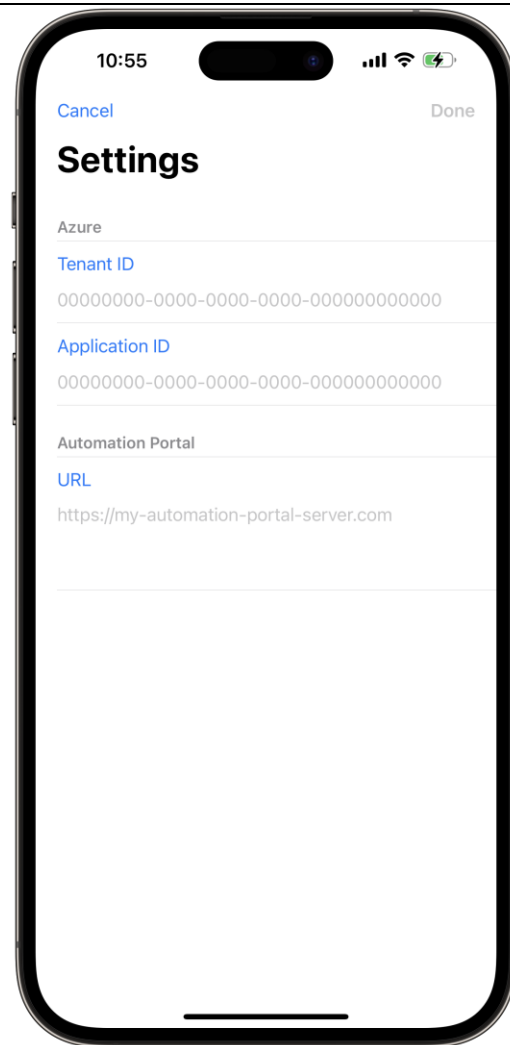 10:55
Cancel
Done
Settings
Azure
Tenant ID
00000000-0000-0000-0000-000000000000
Application ID
00000000-0000-0000-0000-000000000000
Automation Portal
URL
https://my-automation-portal-server.com